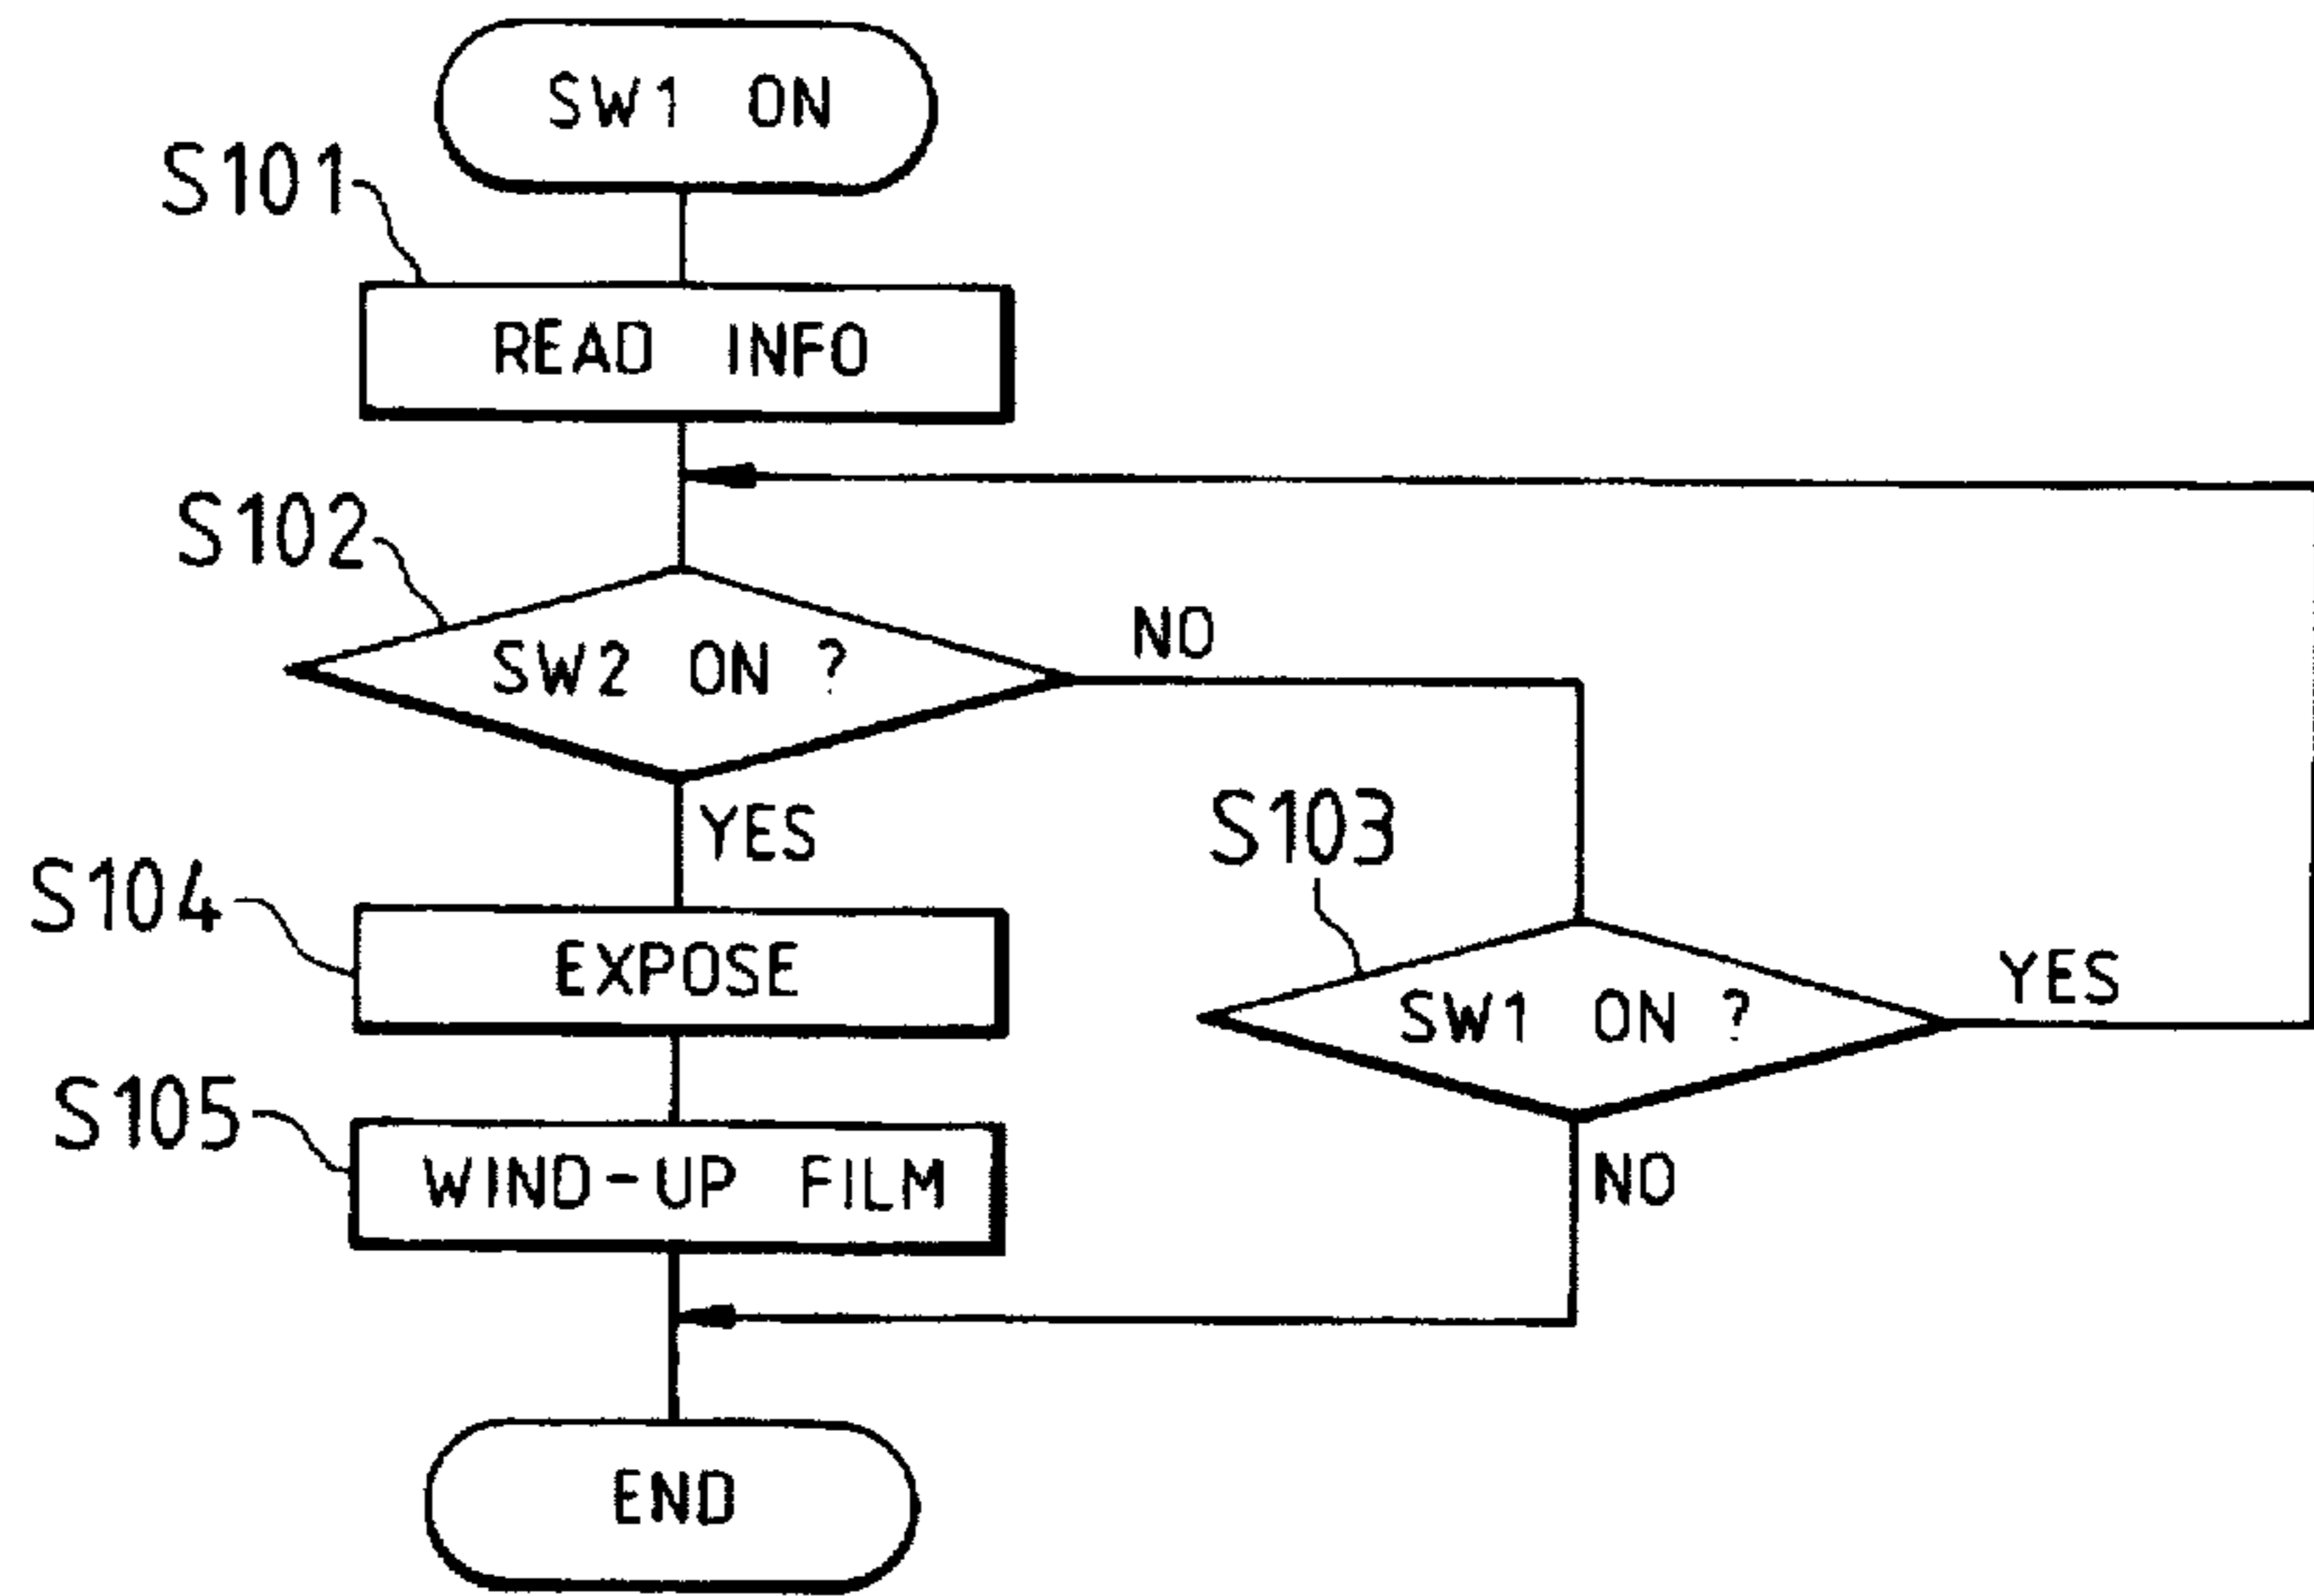 SW1 ON
S101
READ INFO
S102
SW2 ON ?
NO
YES
S103
S104
EXPOSE
SW1 ON ?
YES
S105
WIND-UP FILM
NO
END